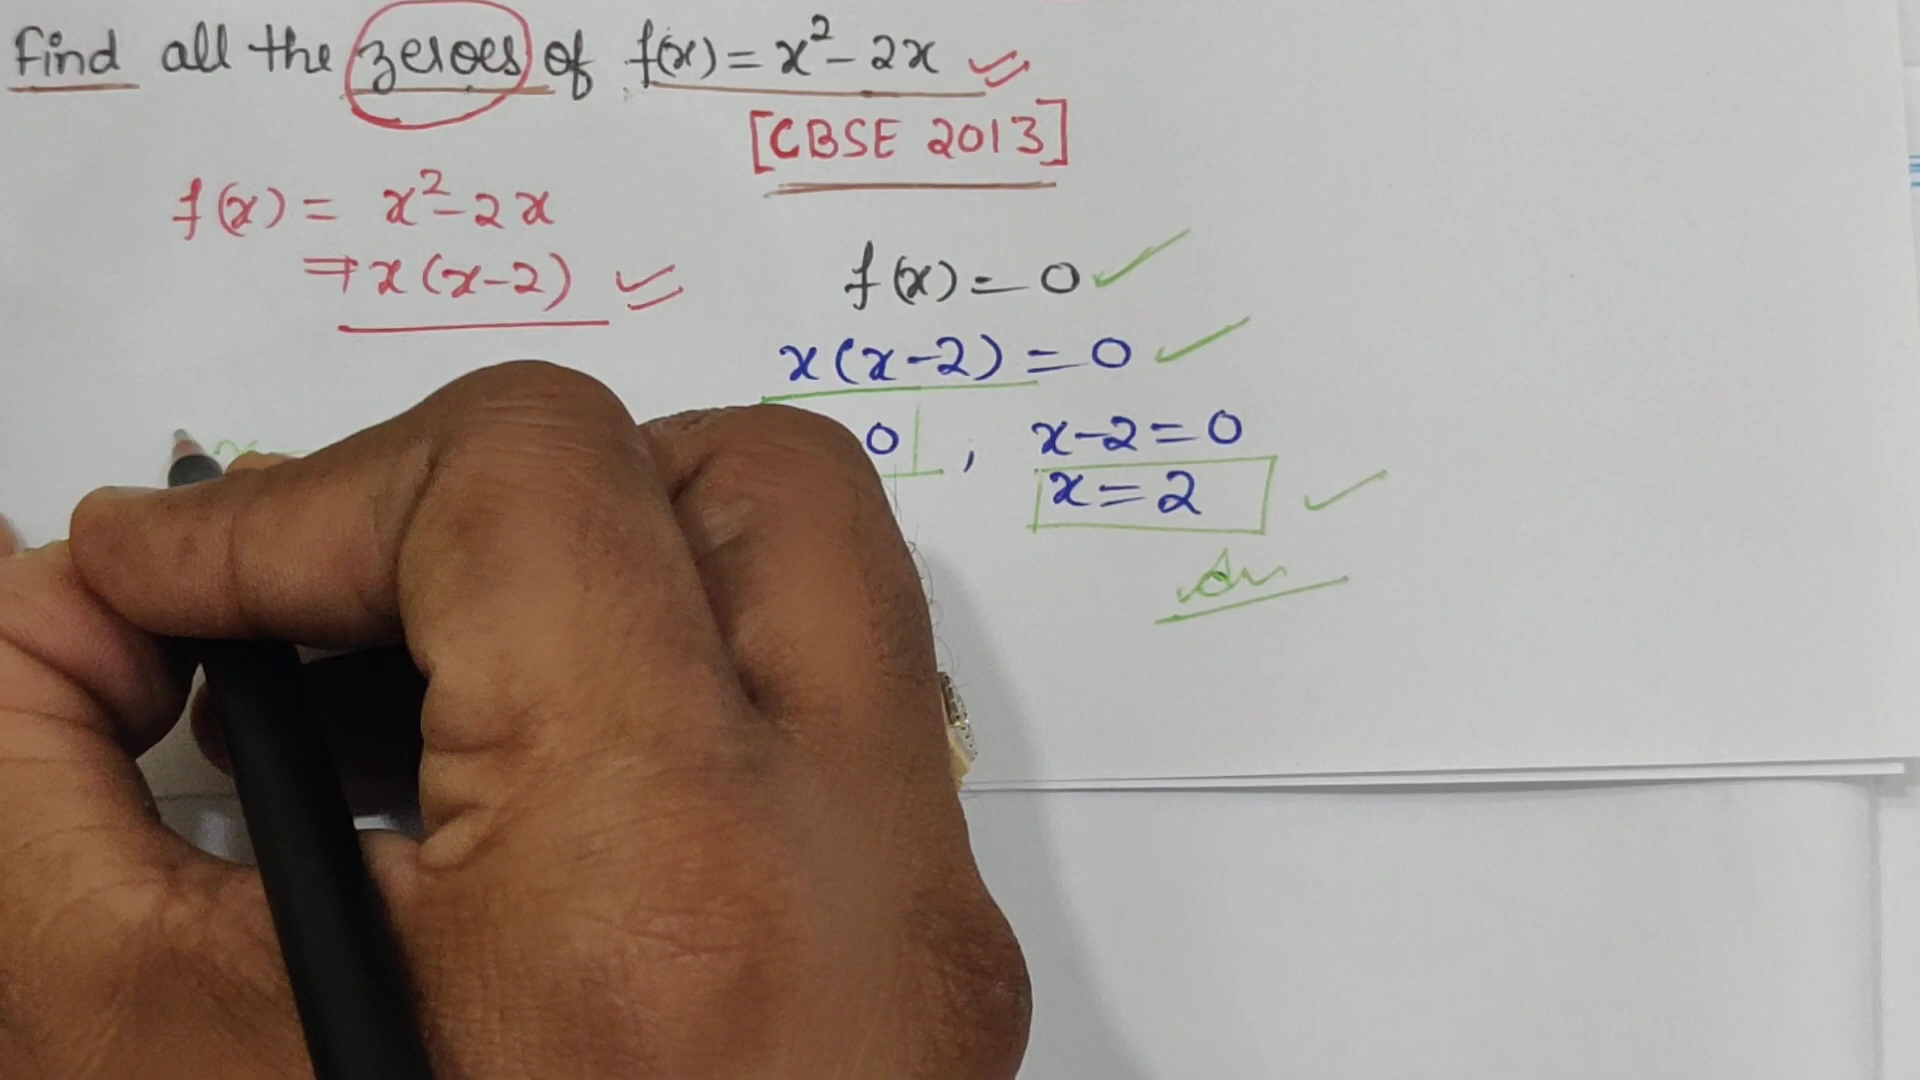 Find all the zeroes of f(x) = x² - 2x
[CBSE 2013]
f(x) = x² - 2x
⇒ x(x-2)
f(x) = 0
x(x-2) = 0
0 , x-2 = 0
x = 2